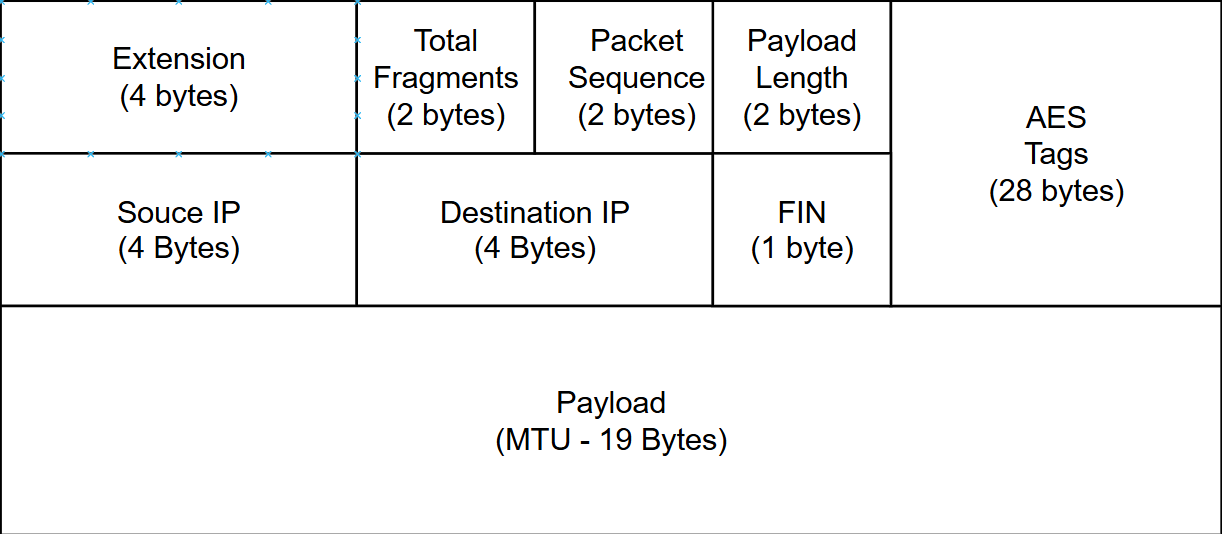 Extension
(4 bytes)
Total
Fragments
(2 bytes)
Packet
Sequence
(2 bytes)
Payload
Length
(2 bytes)
AES
Tags
(28 bytes)
Souce IP
(4 Bytes)
Destination IP
(4 Bytes)
FIN
(1 byte)
Payload
(MTU - 19 Bytes)